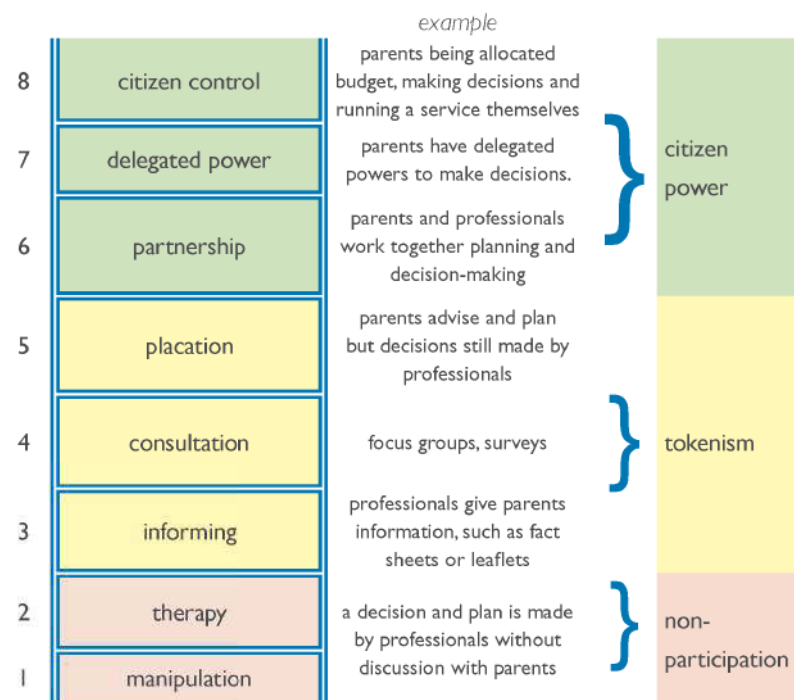 example
8
citizen control
parents being allocated
budget, making decisions and
running a service themselves
7
delegated power
parents have delegated
powers to make decisions.
citizen
power
6
partnership
parents and professionals
work together planning and
decision-making
5
placation
parents advise and plan
but decisions still made by
professionals
4
consultation
focus groups, surveys
tokenism
3
informing
professionals give parents
information, such as fact
sheets or leaflets
2
therapy
a decision and plan is made
by professionals without
discussion with parents
non-
participation
1
manipulation